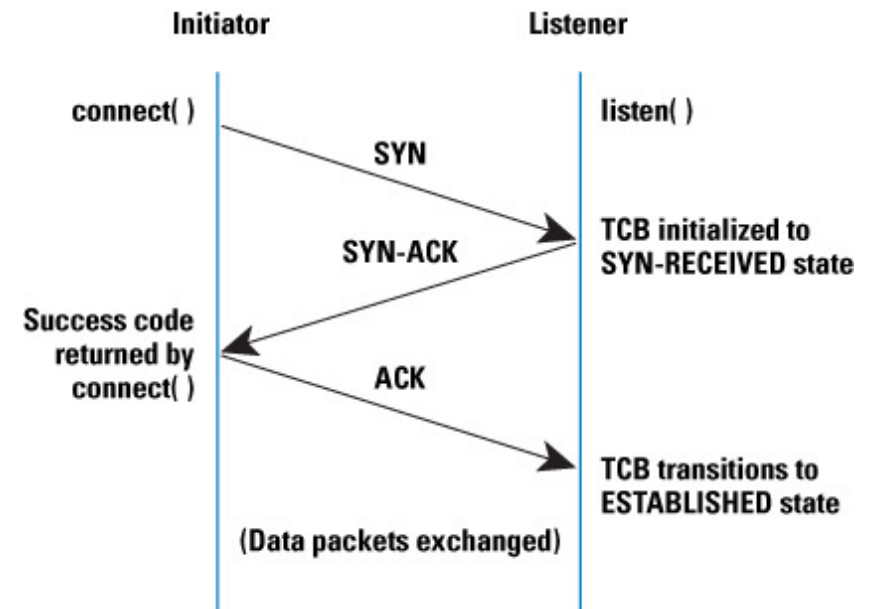 Initiator
Listener
connect( )
listen( )
SYN
TCB initialized to
SYN-RECEIVED state
SYN-ACK
Success code
returned by
connect( )
ACK
TCB transitions to
ESTABLISHED state
(Data packets exchanged)